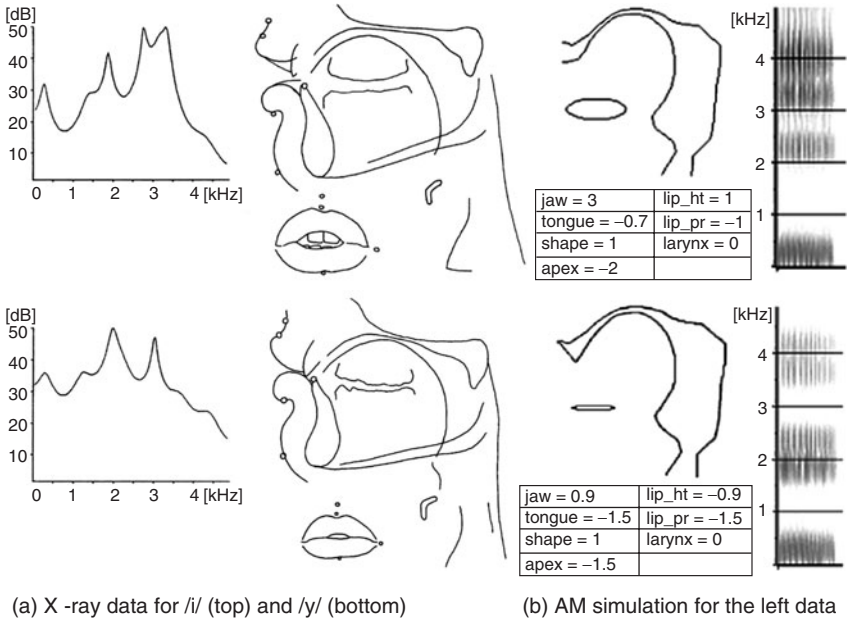 [dB]
50
40
30
20
10
0 1 2 3 4 [kHz]
[kHz]
4
3
2
1
jaw = 3 lip_ht = 1
tongue = −0.7 lip_pr = −1
shape = 1 larynx = 0
apex = −2
[dB]
50
40
30
20
10
0 1 2 3 4 [kHz]
[kHz]
4
3
2
1
jaw = 0.9 lip_ht = −0.9
tongue = −1.5 lip_pr = −1.5
shape = 1 larynx = 0
apex = −1.5
(a) X -ray data for /i/ (top) and /y/ (bottom)
(b) AM simulation for the left data